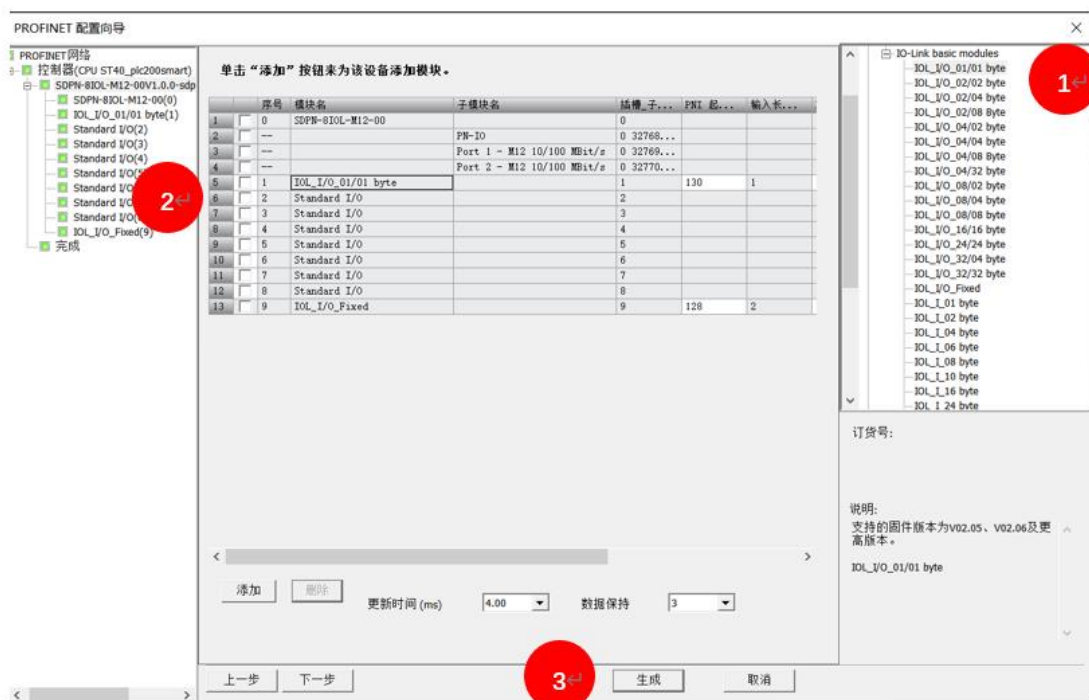 PROFINET 配置向导
PROFINET网络
控制器(CPU ST40_plc200smart)
SDPN-8IOL-M12-00V1.0.0-sdp
SDPN-8IOL-M12-00(0)
IOL_I/O_01/01 byte(1)
Standard I/O(2)
Standard I/O(3)
Standard I/O(4)
Standard I/O(5
Standard I/O
Standard I/O
Standard I/O(
IOL_I/O_Fixed(9)
完成
2
单击“添加”按钮来为该设备添加模块。
序号 模块名 子模块名 插槽_子... PNI 起... 输入长...
1 0 SDPN-8IOL-M12-00 0
2 -- PN-IO 0 32768...
3 -- Port 1 - M12 10/100 MBit/s 0 32769...
4 -- Port 2 - M12 10/100 MBit/s 0 32770...
5 1 IOL_I/O_01/01 byte 1 130 1
6 2 Standard I/O 2
7 3 Standard I/O 3
8 4 Standard I/O 4
9 5 Standard I/O 5
10 6 Standard I/O 6
11 7 Standard I/O 7
12 8 Standard I/O 8
13 9 IOL_I/O_Fixed 9 128 2
添加 删除
更新时间(ms) 4.00 数据保持 3
上一步 下一步 3 生成 取消
IO-Link basic modules
IOL_I/O_01/01 byte
IOL_I/O_02/02 byte
IOL_I/O_02/04 byte
IOL_I/O_02/08 Byte
IOL_I/O_04/02 byte
IOL_I/O_04/04 byte
IOL_I/O_04/08 Byte
IOL_I/O_04/32 byte
IOL_I/O_08/02 byte
IOL_I/O_08/04 byte
IOL_I/O_08/08 byte
IOL_I/O_16/16 byte
IOL_I/O_24/24 byte
IOL_I/O_32/04 byte
IOL_I/O_32/32 byte
IOL_I/O_Fixed
IOL_I_01 byte
IOL_I_02 byte
IOL_I_04 byte
IOL_I_06 byte
IOL_I_08 byte
IOL_I_10 byte
IOL_I_16 byte
IOL_I_24 byte
1
订货号:
说明:
支持的固件版本为V02.05、V02.06及更
高版本。
IOL_I/O_01/01 byte